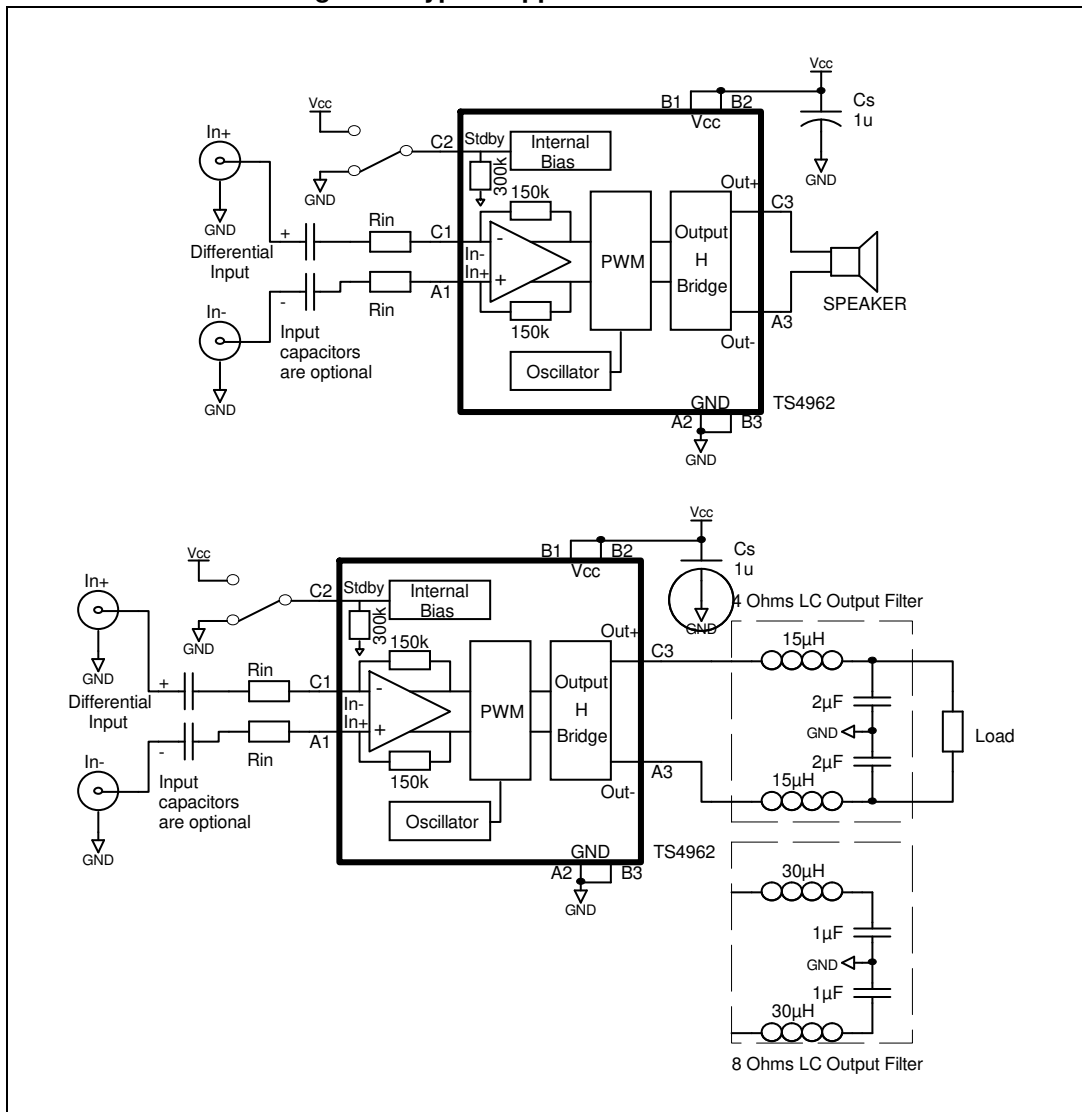 Vcc
B1
B2
Vcc
Cs
1u
GND
Vcc
In+
C2
Stdby
Internal
Bias
300k
GND
GND
Differential
Input
+
Rin
C1
150k
-
In-
In+
+
PWM
Output
H
Bridge
Out+
C3
SPEAKER
-
Rin
A1
150k
In-
Input
capacitors
are optional
Oscillator
Out-
A3
GND
GND
TS4962
A2
B3
GND
Vcc
B1
B2
Vcc
Cs
1u
GND
4 Ohms LC Output Filter
Vcc
In+
C2
Stdby
Internal
Bias
300k
GND
GND
Differential
Input
+
Rin
C1
150k
-
In-
In+
+
PWM
Output
H
Bridge
Out+
C3
15µH
2µF
GND
2µF
15µH
Load
-
Rin
A1
150k
In-
Input
capacitors
are optional
Oscillator
Out-
A3
GND
GND
TS4962
A2
B3
GND
30µH
1µF
GND
1µF
30µH
8 Ohms LC Output Filter